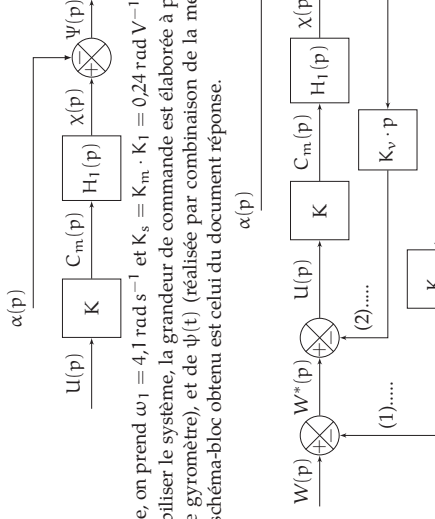 α(p)
U(p) K C_m(p) H_1(p) χ(p) + − Ψ(p)
on prend ω_1 = 4,1 rad s^−1 et K_s = K_m · K_1 = 0,24 rad V^−1
le système, la grandeur de commande est élaborée à
gyromètre), et de ψ(t) (réalisée par combinaison de la
schéma-bloc obtenu est celui du document réponse.
α(p)
W(p) + − W*(p) + − U(p) K C_m(p) H_1(p) χ(p)
(2)......
K_v · p
(1)......
K